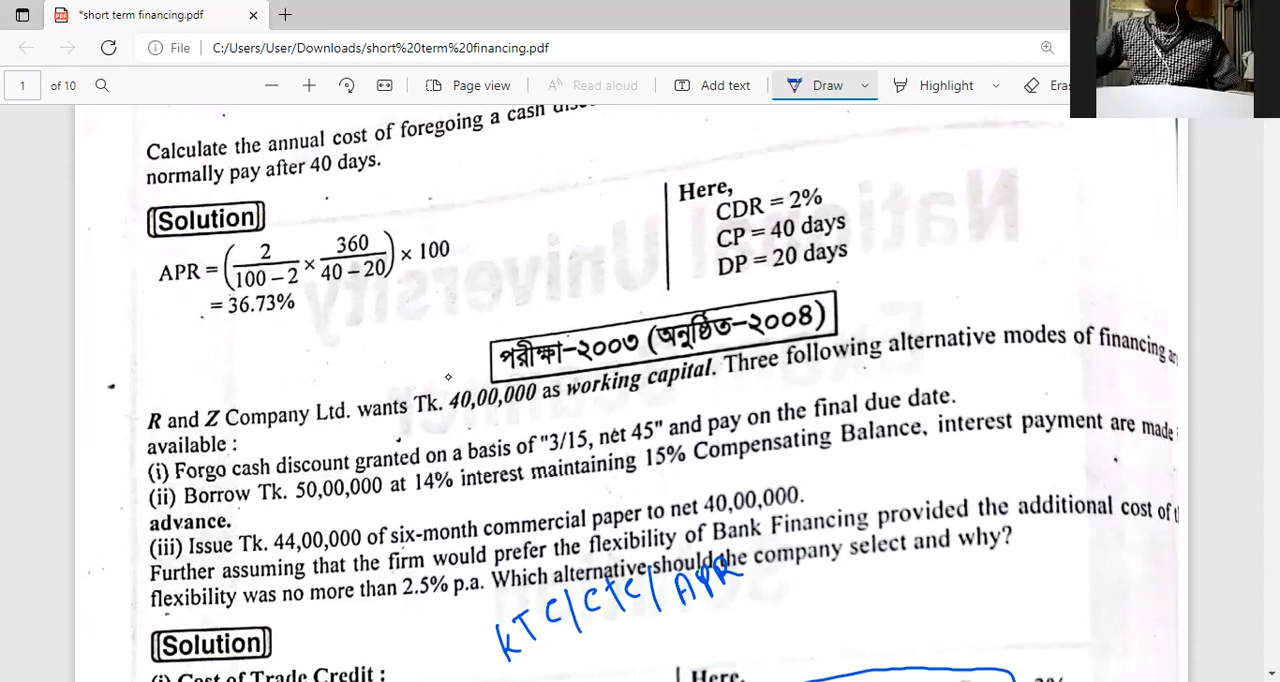 *short term financing.pdf
File
C:/Users/User/Downloads/short%20term%20financing.pdf
1 of 10
Page view
Read aloud
Add text
Draw
Highlight
Calculate the annual cost of foregoing a cash
normally pay after 40 days.
Solution
APR = (2/(100 – 2) × 360/(40 – 20)) × 100
= 36.73%
Here,
CDR = 2%
CP = 40 days
DP = 20 days
পরীক্ষা-২০০৩ (অনুষ্ঠিত-২০০৪)
R and Z Company Ltd. wants Tk. 40,00,000 as working capital. Three following alternative modes of financing
available :
(i) Forgo cash discount granted on a basis of "3/15, net 45" and pay on the final due date.
(ii) Borrow Tk. 50,00,000 at 14% interest maintaining 15% Compensating Balance, interest payment are made
advance.
(iii) Issue Tk. 44,00,000 of six-month commercial paper to net 40,00,000.
Further assuming that the firm would prefer the flexibility of Bank Financing provided the additional cost of
flexibility was no more than 2.5% p.a. Which alternative should the company select and why?
KTC/CTC/APR
Solution
(i) Cost of Trade Credit :
Here,